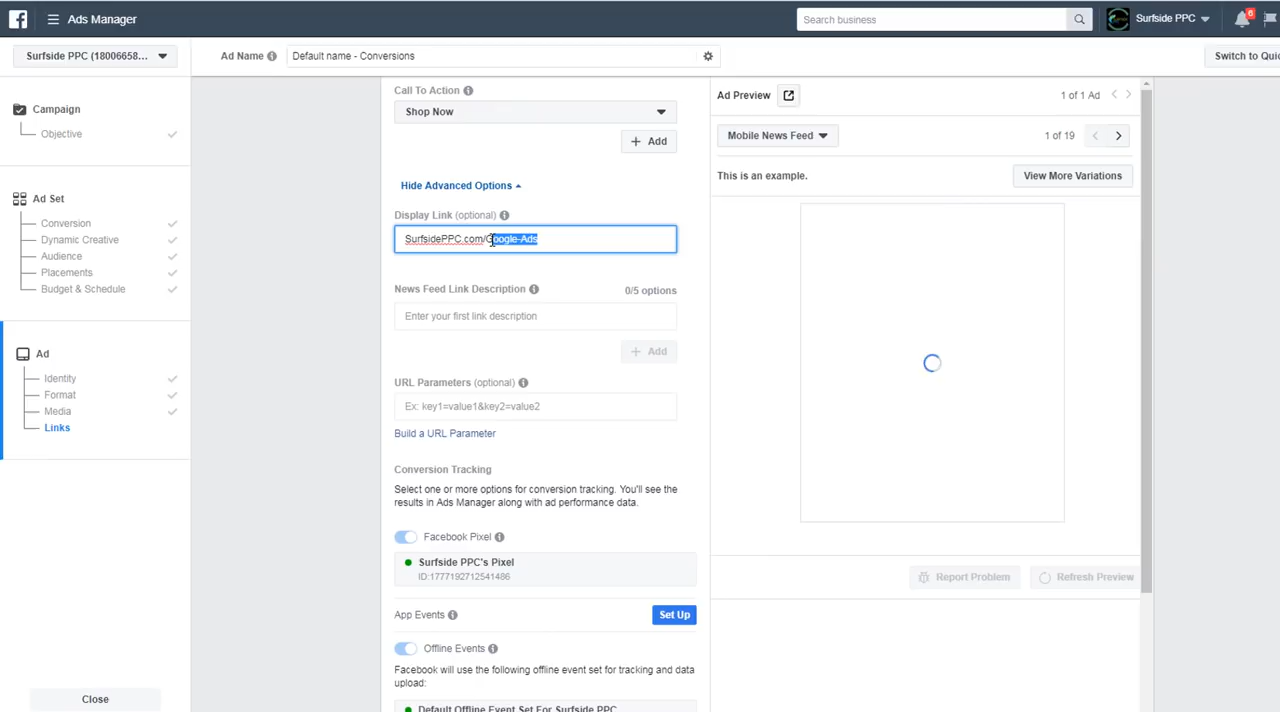 Ads Manager
Search business
Surfside PPC
6
Surfside PPC (18006658...
Ad Name
Default name - Conversions
Switch to Quic
Campaign
Objective
Ad Set
Conversion
Dynamic Creative
Audience
Placements
Budget & Schedule
Ad
Identity
Format
Media
Links
Close
Call To Action
Shop Now
+ Add
Hide Advanced Options
Display Link (optional)
SurfsidePPC.com/Google-Ads
News Feed Link Description
0/5 options
Enter your first link description
+ Add
URL Parameters (optional)
Ex: key1=value1&key2=value2
Build a URL Parameter
Conversion Tracking
Select one or more options for conversion tracking. You'll see the
results in Ads Manager along with ad performance data.
Facebook Pixel
Surfside PPC's Pixel
ID:1777192712541486
App Events
Set Up
Offline Events
Facebook will use the following offline event set for tracking and data
upload:
Default Offline Event Set For Surfside PPC
Ad Preview
1 of 1 Ad
Mobile News Feed
1 of 19
This is an example.
View More Variations
Report Problem
Refresh Preview